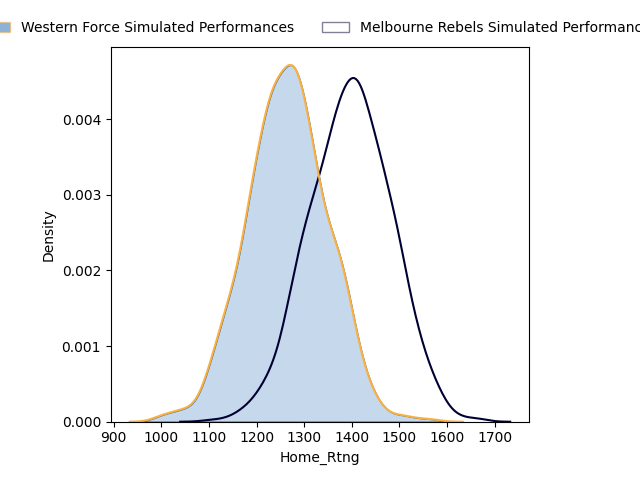 Western Force Simulated Performances
Melbourne Rebels Simulated Performanc
Density
0.004
0.003
0.002
0.001
0.000
900 1000 1100 1200 1300 1400 1500 1600 1700
Home_Rtng